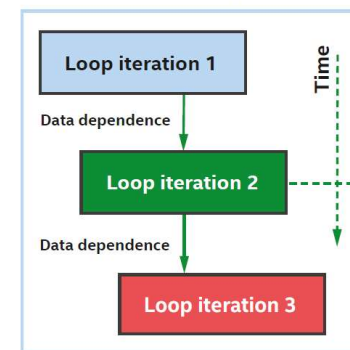 Loop iteration 1
Time
Data dependence
Loop iteration 2
Data dependence
Loop iteration 3